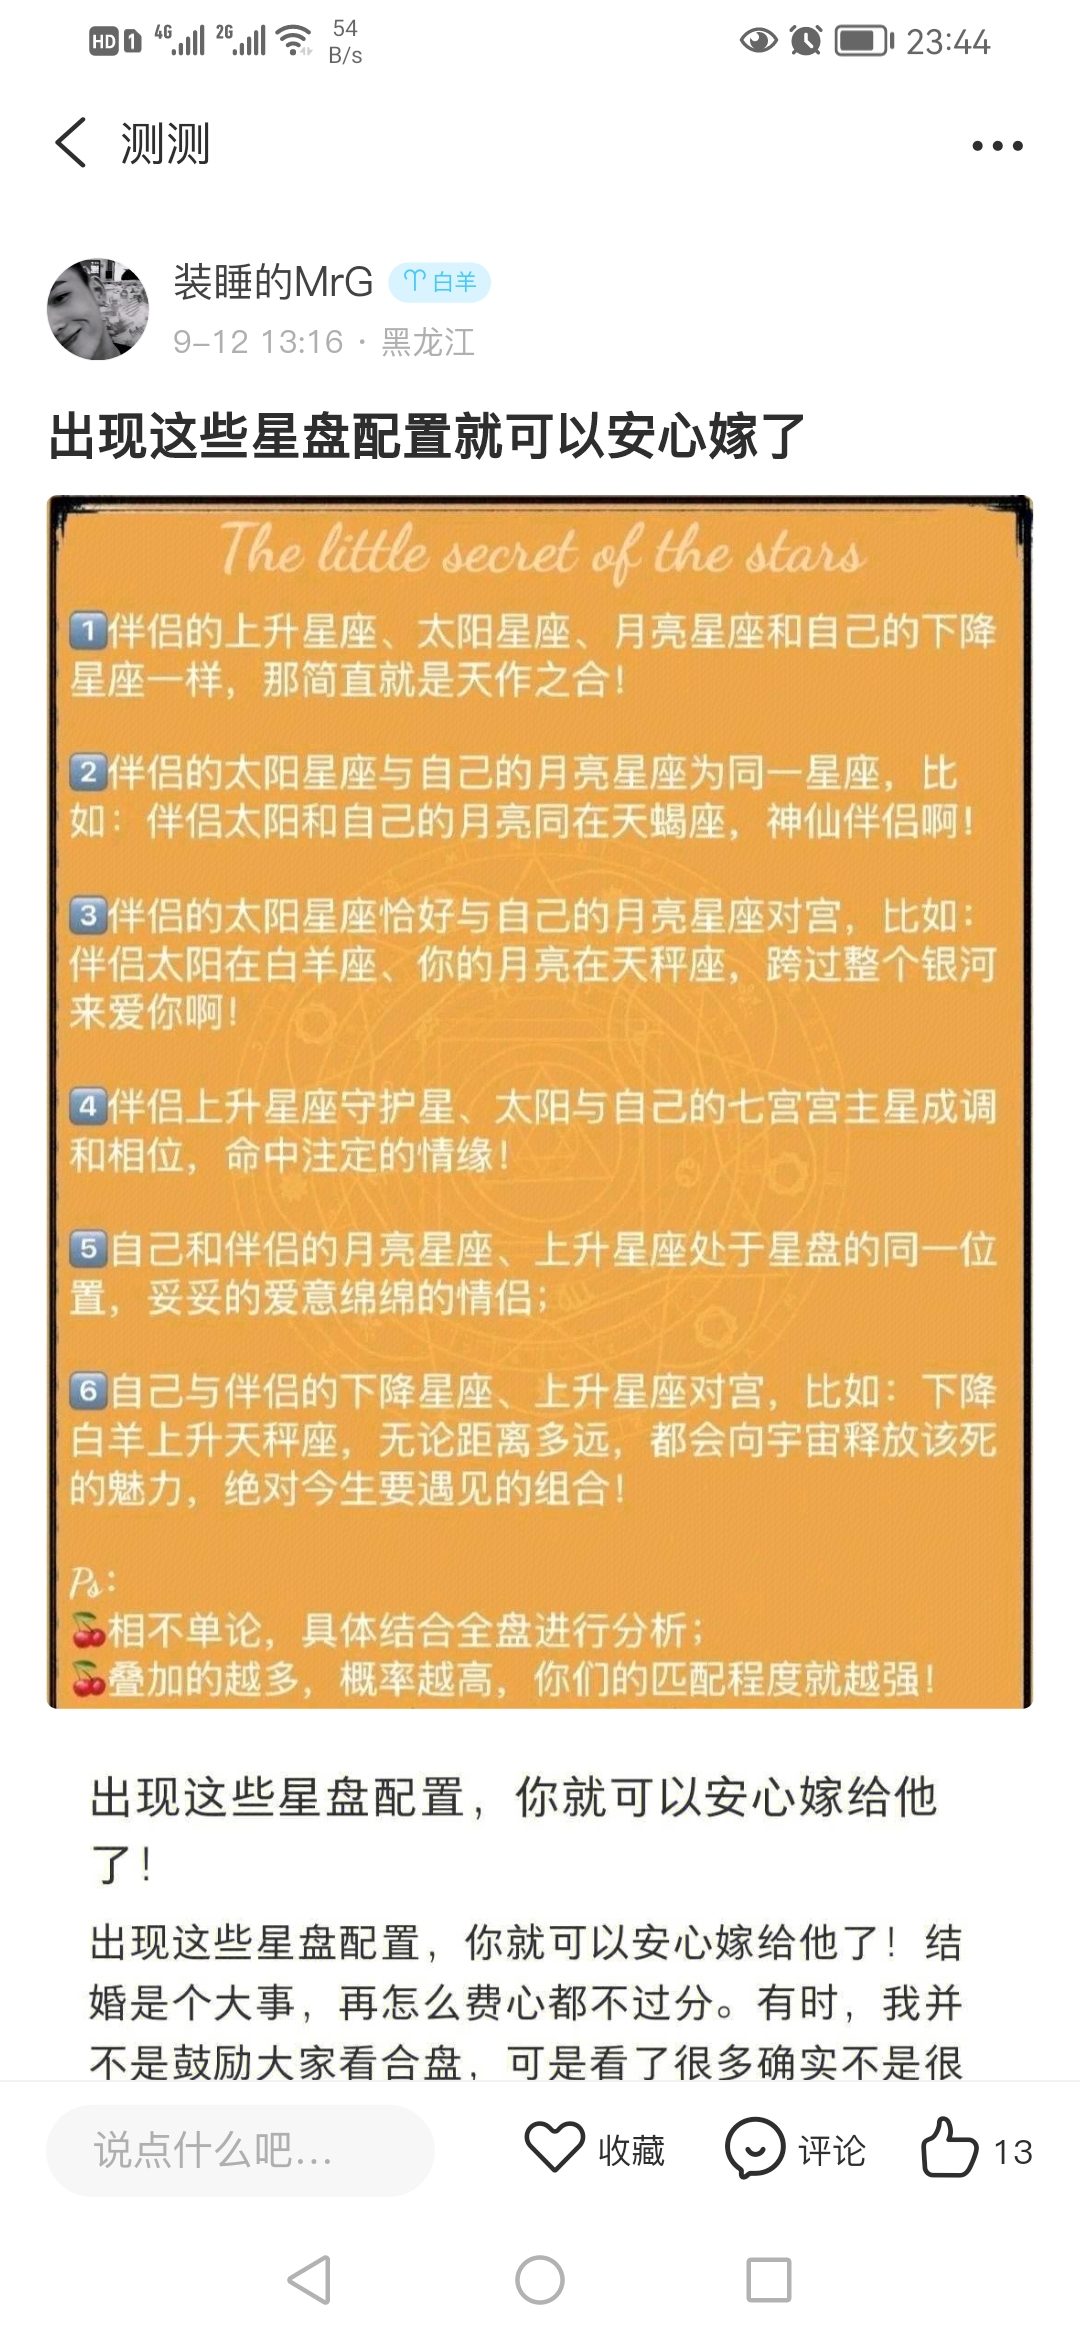 HD 1 4G 2G 54 B/s 23:44
测测
装睡的MrG 白羊
9-12 13:16 · 黑龙江
出现这些星盘配置就可以安心嫁了
The little secret of the stars
1伴侣的上升星座、太阳星座、月亮星座和自己的下降
星座一样，那简直就是天作之合！
2伴侣的太阳星座与自己的月亮星座为同一星座，比
如：伴侣太阳和自己的月亮同在天蝎座，神仙伴侣啊！
3伴侣的太阳星座恰好与自己的月亮星座对宫，比如：
伴侣太阳在白羊座、你的月亮在天秤座，跨过整个银河
来爱你啊！
4伴侣上升星座守护星、太阳与自己的七宫宫主星成调
和相位，命中注定的情缘！
5自己和伴侣的月亮星座、上升星座处于星盘的同一位
置，妥妥的爱意绵绵的情侣；
6自己与伴侣的下降星座、上升星座对宫，比如：下降
白羊上升天秤座，无论距离多远，都会向宇宙释放该死
的魅力，绝对今生要遇见的组合！
Ps：
🍒相不单论，具体结合全盘进行分析；
🍒叠加的越多，概率越高，你们的匹配程度就越强！
出现这些星盘配置，你就可以安心嫁给他
了！
出现这些星盘配置，你就可以安心嫁给他了！结
婚是个大事，再怎么费心都不过分。有时，我并
不是鼓励大家看合盘，可是看了很多确实不是很
说点什么吧... 收藏 评论 13